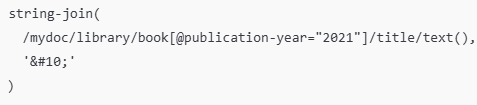 string-join(
  /mydoc/library/book[@publication-year="2021"]/title/text(),
  '&#10;'
)